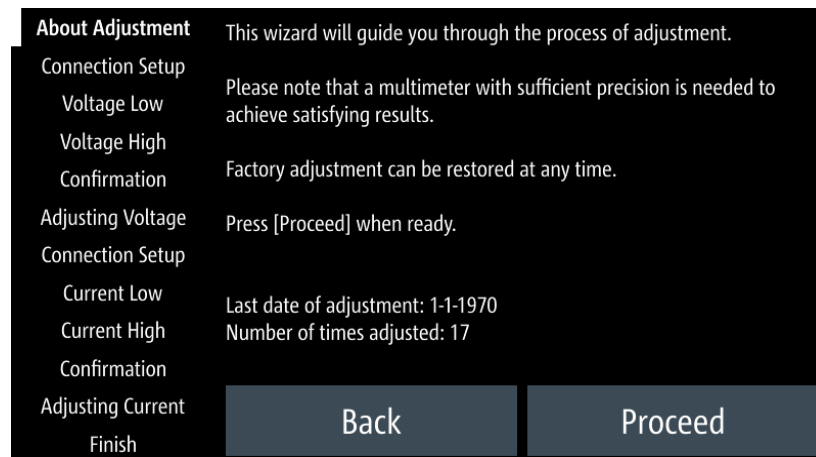 About Adjustment
Connection Setup
Voltage Low
Voltage High
Confirmation
Adjusting Voltage
Connection Setup
Current Low
Current High
Confirmation
Adjusting Current
Finish
This wizard will guide you through the process of adjustment.
Please note that a multimeter with sufficient precision is needed to
achieve satisfying results.
Factory adjustment can be restored at any time.
Press [Proceed] when ready.
Last date of adjustment: 1-1-1970
Number of times adjusted: 17
Back
Proceed